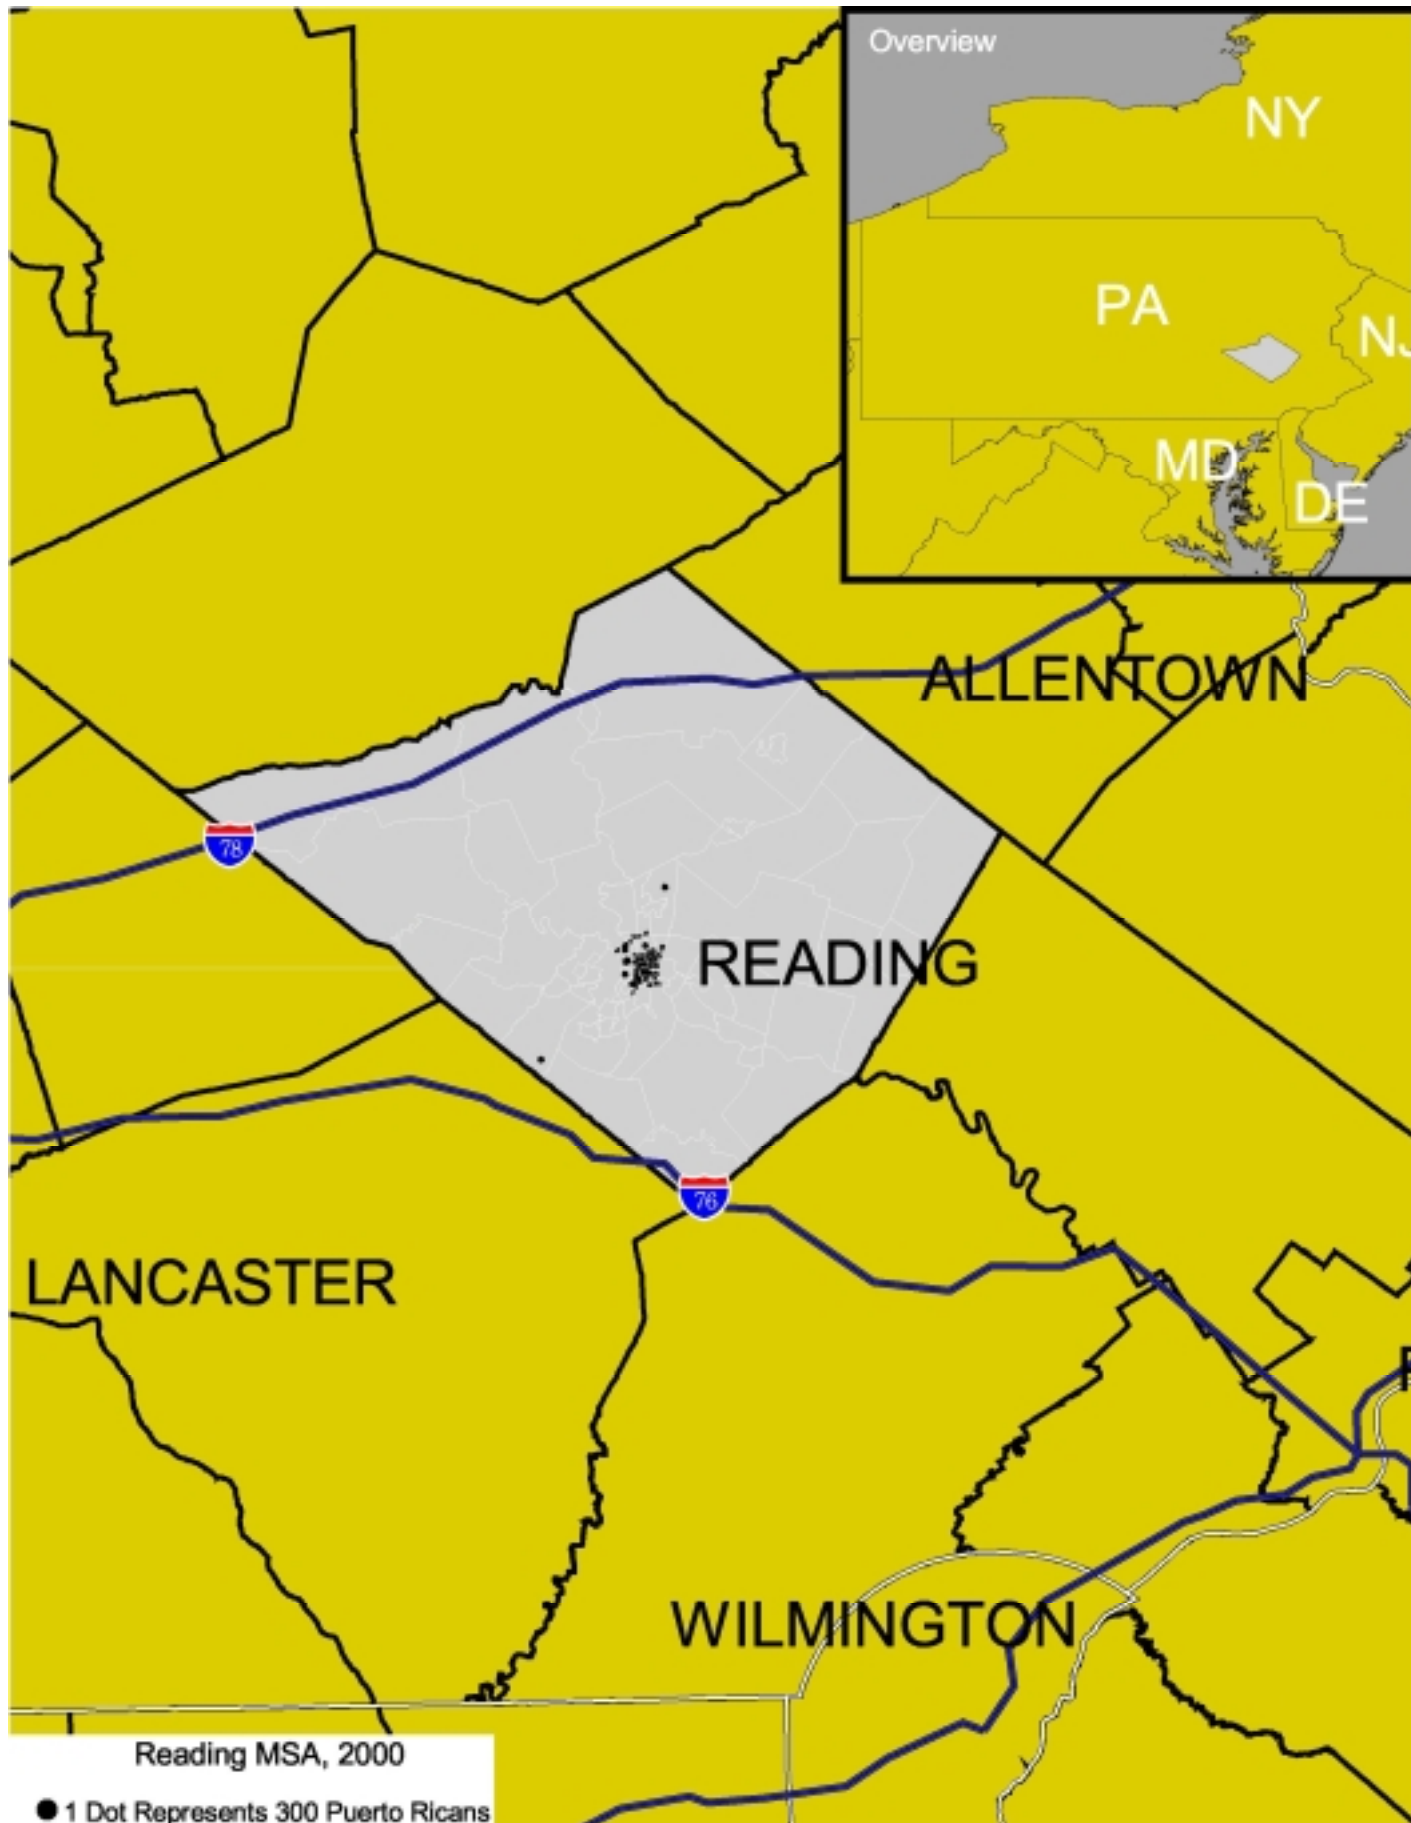 Overview
NY
PA
NJ
MD
DE
ALLENTOWN
78
READING
76
LANCASTER
WILMINGTON
Reading MSA, 2000
1 Dot Represents 300 Puerto Ricans